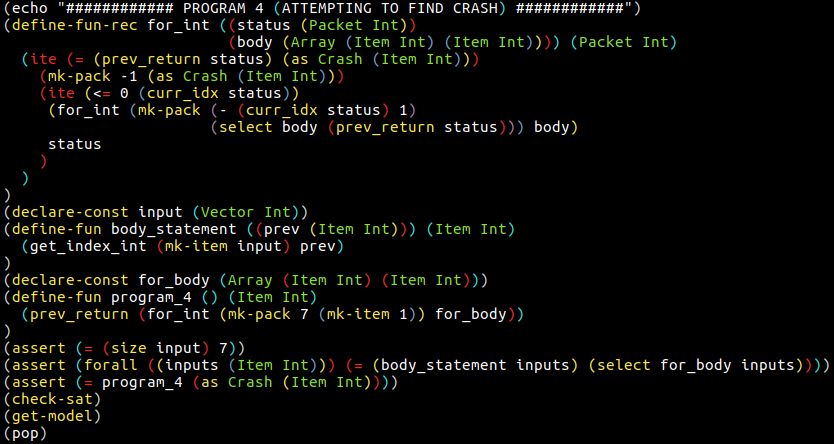 (echo "############ PROGRAM 4 (ATTEMPTING TO FIND CRASH) ############")
(define-fun-rec for_int ((status (Packet Int))
                         (body (Array (Item Int) (Item Int)))) (Packet Int)
  (ite (= (prev_return status) (as Crash (Item Int)))
    (mk-pack -1 (as Crash (Item Int)))
    (ite (<= 0 (curr_idx status))
     (for_int (mk-pack (- (curr_idx status) 1)
                       (select body (prev_return status))) body)
     status
    )
  )
)
(declare-const input (Vector Int))
(define-fun body_statement ((prev (Item Int))) (Item Int)
  (get_index_int (mk-item input) prev)
)
(declare-const for_body (Array (Item Int) (Item Int)))
(define-fun program_4 () (Item Int)
  (prev_return (for_int (mk-pack 7 (mk-item 1)) for_body))
)
(assert (= (size input) 7))
(assert (forall ((inputs (Item Int))) (= (body_statement inputs) (select for_body inputs))))
(assert (= program_4 (as Crash (Item Int))))
(check-sat)
(get-model)
(pop)